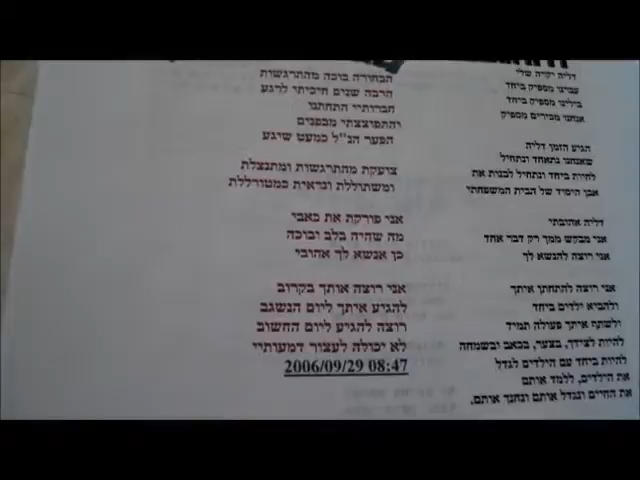 דליה יקירה שלי
עברנו מספיק ביחד
בילינו מספיק ביחד
אנחנו מכירים מספיק
הגיע הזמן דליה
שאנחנו נתאחד ונתחיל
לחיות ביחד ונתחיל לבנות את
אבן היסוד של הבית המשפחתי
דליה אהובתי
אני מבקש ממך רק דבר אחד
אני רוצה להנשא לך
אני רוצה להתחתן איתך
ולהביא ילדים ביחד
ולשתף איתך פעולה תמיד
להיות לצידך, בצער, בכאב ובשמחה
להיות ביחד עם הילדים לגדל
את הילדים, ללמד אותם
את החיים ונגדל אותם ונחנך אותם.
הבחורה בוכה מהתרגשות
הרבה שנים חיכיתי לרגע
חברותיי התחתנו
והתפוצצתי מבפנים
הפער הנ"ל כמעט שיגע
צועקת מהתרגשות ומתנצלת
ומשתוללת ונראית כמטורללת
אני פורקת את כאבי
מה שהיה בלב ובוכה
כן אנשא לך אהובי
אני רוצה אותך בקרוב
להגיע איתך ליום הנשגב
רוצה להגיע ליום החשוב
לא יכולה לעצור דמעותיי
2006/09/29 08:47